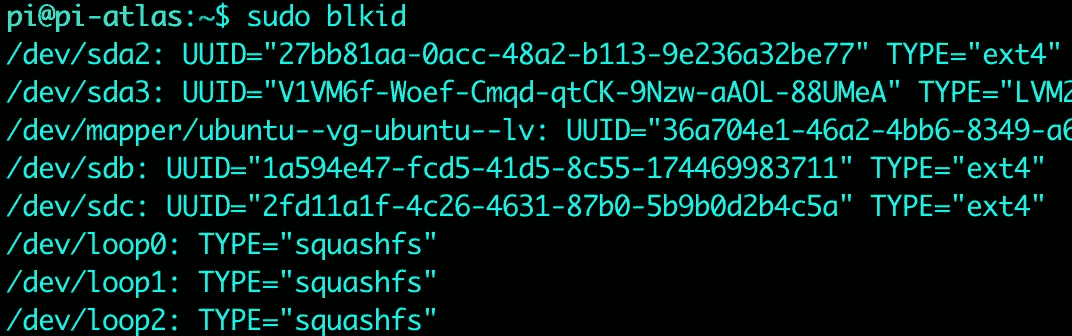 pi@pi-atlas:~$ sudo blkid
/dev/sda2: UUID="27bb81aa-0acc-48a2-b113-9e236a32be77" TYPE="ext4"
/dev/sda3: UUID="V1VM6f-Woef-Cmqd-qtCK-9Nzw-aAOL-88UMeA" TYPE="LVM2
/dev/mapper/ubuntu--vg-ubuntu--lv: UUID="36a704e1-46a2-4bb6-8349-a6
/dev/sdb: UUID="1a594e47-fcd5-41d5-8c55-174469983711" TYPE="ext4"
/dev/sdc: UUID="2fd11a1f-4c26-4631-87b0-5b9b0d2b4c5a" TYPE="ext4"
/dev/loop0: TYPE="squashfs"
/dev/loop1: TYPE="squashfs"
/dev/loop2: TYPE="squashfs"